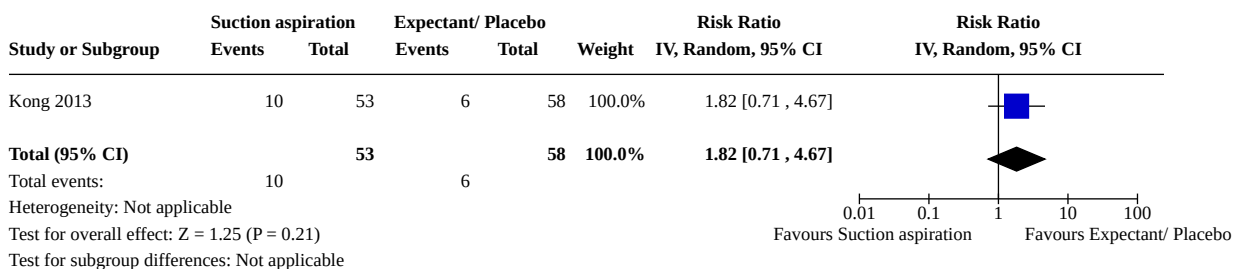 Suction aspiration Expectant/ Placebo Risk Ratio Risk Ratio
Study or Subgroup Events Total Events Total Weight IV, Random, 95% CI IV, Random, 95% CI
Kong 2013 10 53 6 58 100.0% 1.82 [0.71 , 4.67]
Total (95% CI) 53 58 100.0% 1.82 [0.71 , 4.67]
Total events: 10 6
Heterogeneity: Not applicable
0.01 0.1 1 10 100
Test for overall effect: Z = 1.25 (P = 0.21) Favours Suction aspiration Favours Expectant/ Placebo
Test for subgroup differences: Not applicable